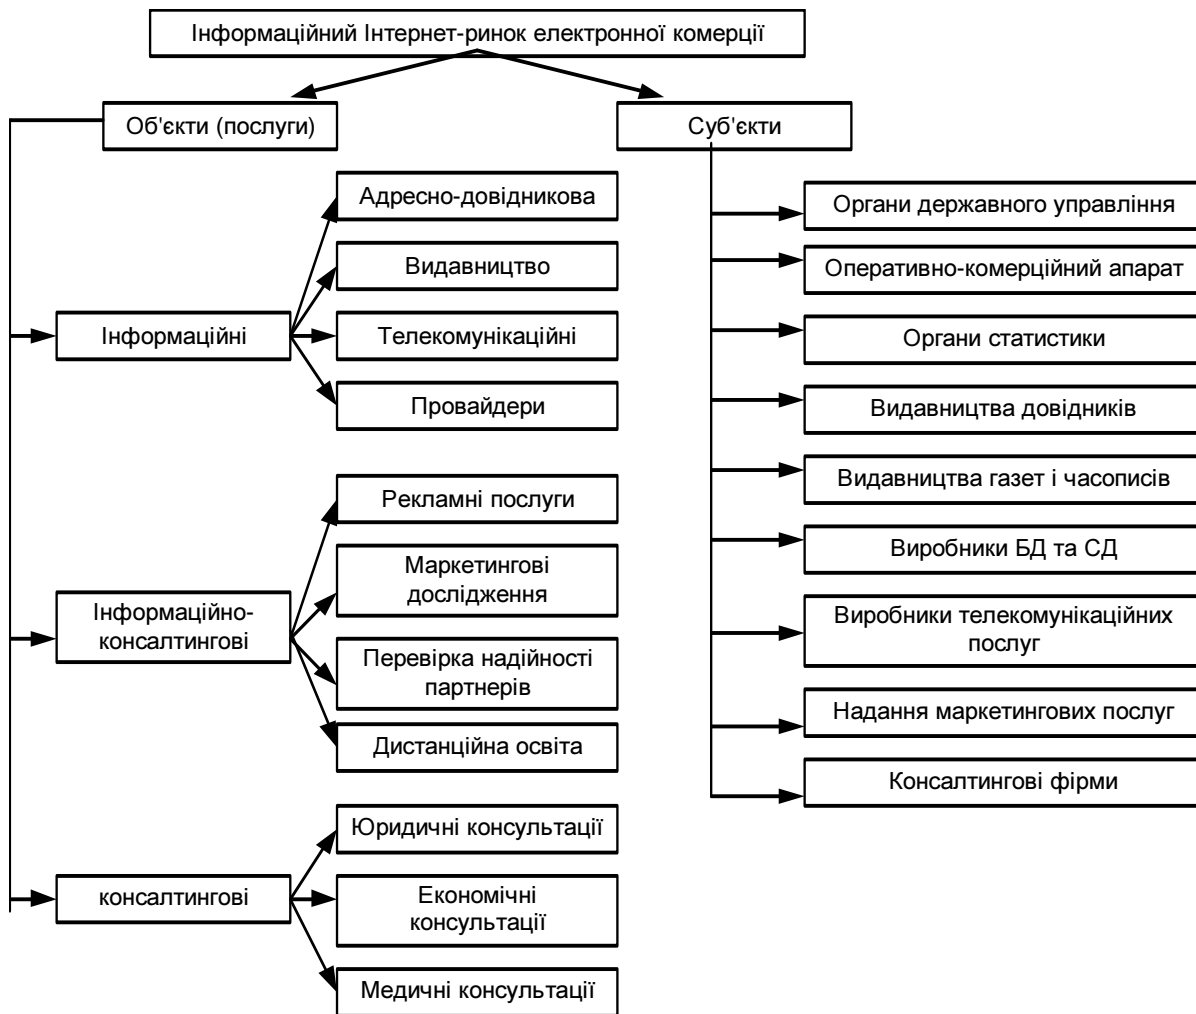 Інформаційний Інтернет-ринок електронної комерції
Об'єкти (послуги)
Суб'єкти
Інформаційні
Адресно-довідникова
Видавництво
Телекомунікаційні
Провайдери
Інформаційно-
консалтингові
Рекламні послуги
Маркетингові
дослідження
Перевірка надійності
партнерів
Дистанційна освіта
консалтингові
Юридичні консультації
Економічні
консультації
Медичні консультації
Органи державного управління
Оперативно-комерційний апарат
Органи статистики
Видавництва довідників
Видавництва газет і часописів
Виробники БД та СД
Виробники телекомунікаційних
послуг
Надання маркетингових послуг
Консалтингові фірми